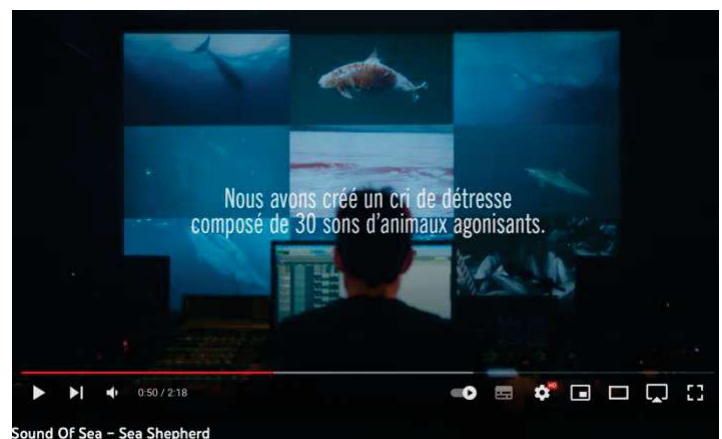 Nous avons créé un cri de détresse
composé de 30 sons d'animaux agonisants.
0:50 / 2:18
HD
Sound Of Sea – Sea Shepherd